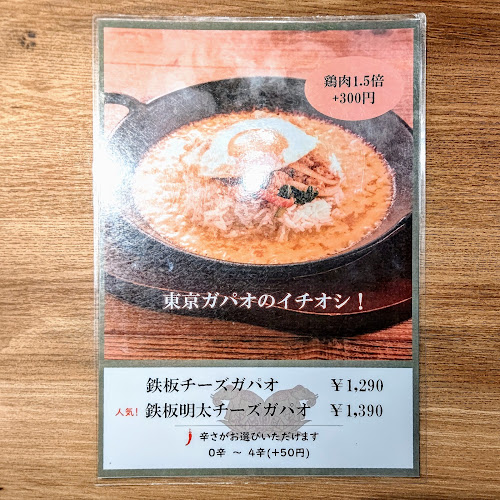 鶏肉1.5倍
+300円
東京ガパオのイチオシ！
鉄板チーズガパオ ￥1,290
人気! 鉄板明太チーズガパオ ￥1,390
辛さがお選びいただけます
0辛 ～ 4辛(+50円)